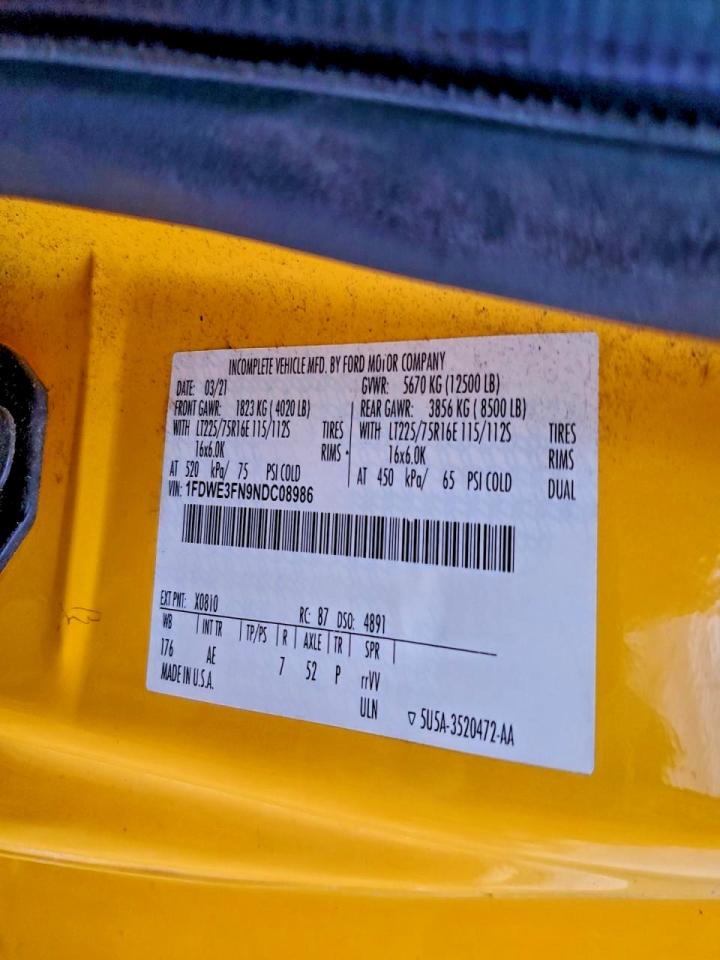 INCOMPLETE VEHICLE MFD. BY FORD MOTOR COMPANY
DATE: 03/21 GVWR: 5670 KG (12500 LB)
FRONT GAWR: 1823 KG (4020 LB) REAR GAWR: 3856 KG (8500 LB)
WITH LT225/75R16E 115/112S TIRES WITH LT225/75R16E 115/112S TIRES
16x6.0K RIMS 16x6.0K RIMS
AT 520 kPa/ 75 PSI COLD AT 450 kPa/ 65 PSI COLD DUAL
VIN: 1FDWE3FN9NDC08986
EXT PNT: RC: 87 DSO: 4891
WB INT TR TP/PS R AXLE TR SPR
176 AE 7 52 P rrVV
MADE IN U.S.A. ULN 5U5A-3520472-AA